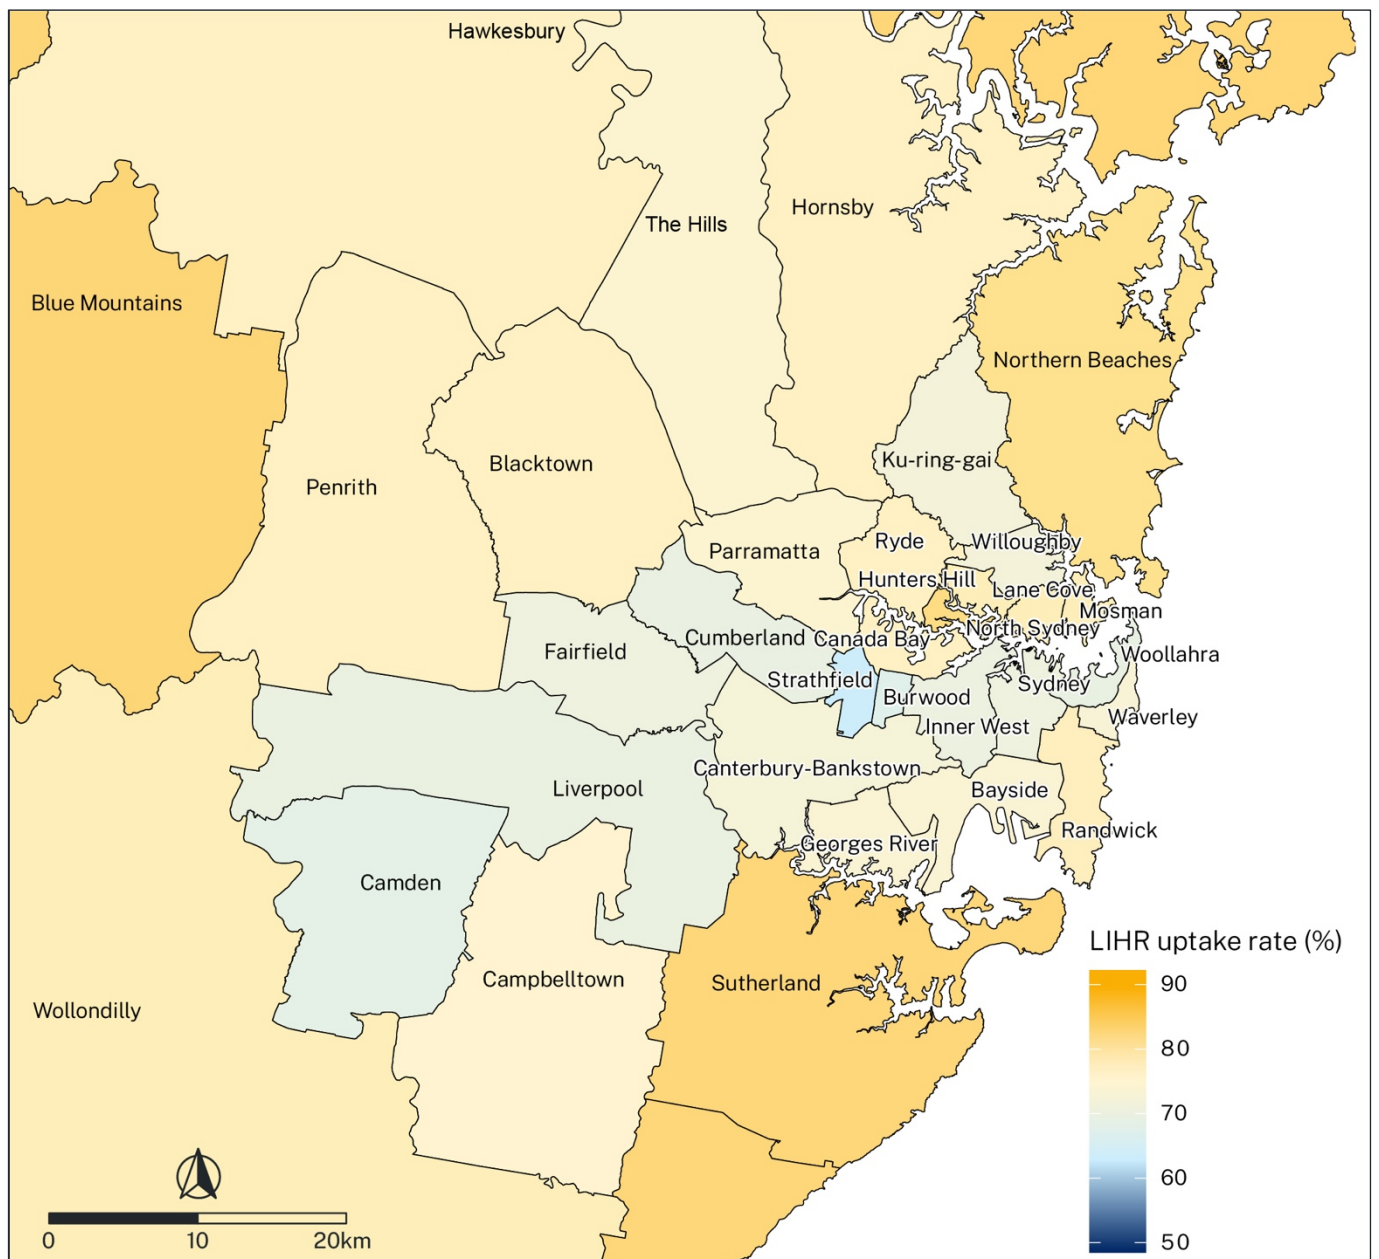 Hawkesbury
The Hills
Hornsby
Blue Mountains
Northern Beaches
Ku-ring-gai
Blacktown
Penrith
Parramatta
Ryde
Willoughby
Hunters Hill
Lane Cove
Mosman
North Sydney
Cumberland
Canada Bay
Fairfield
Woollahra
Strathfield
Sydney
Burwood
Waverley
Inner West
Canterbury-Bankstown
Liverpool
Bayside
Randwick
Georges River
Camden
Campbelltown
Sutherland
Wollondilly
LIHR uptake rate (%)
90
80
70
60
50
0 10 20km